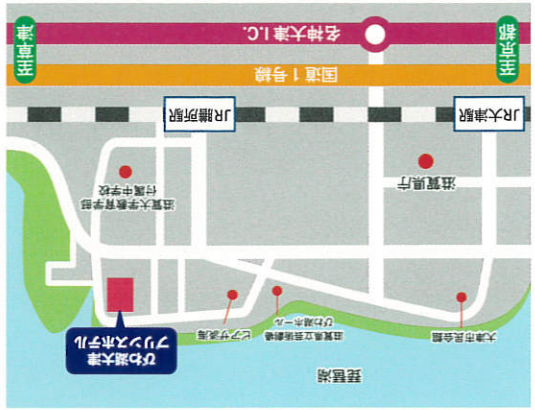 琵琶湖
大津市民会館
滋賀県立芸術劇場
びわ湖ホール
ピアザ淡海
びわ湖大津
プリンスホテル
滋賀県庁
滋賀大学教育学部
付属中学校
JR大津駅
JR膳所駅
国道1号線
至京都
名神大津I.C.
至草津